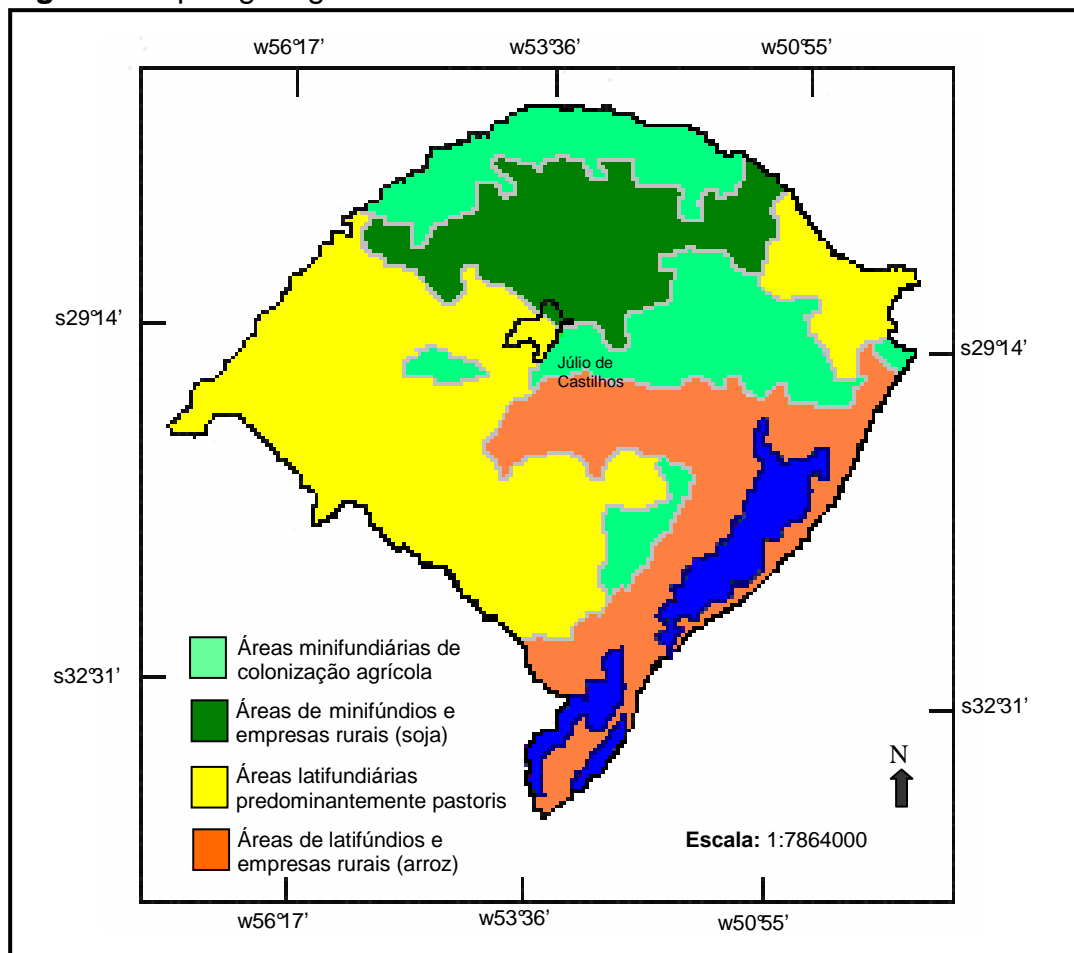 w56°17’
w53°36’
w50°55’
s29°14’
s29°14’
Júlio de
Castilhos
Áreas minifundiárias de
colonização agrícola
s32°31’
Áreas de minifúndios e
empresas rurais (soja)
s32°31’
N
Áreas latifundiárias
predominantemente pastoris
Áreas de latifúndios e
empresas rurais (arroz)
Escala: 1:7864000
w56°17’
w53°36’
w50°55’